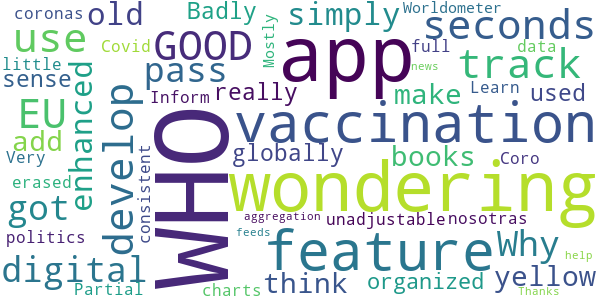 coronas
old
Badly
simply
Worldometer
seconds
use
Covid
GOOD
Mostly
app
full
data
little
sense
enhanced
pass
news
track
EU
Inform
really
make
Learn
used
add
develop
WHO
vaccination
Very
consistent
globally
books
Coro
erased
got
wondering
politics
aggregation
unadjustable
nosotras
feeds
feature
Why
help
digital
Partial
charts
think
organized
yellow
Thanks